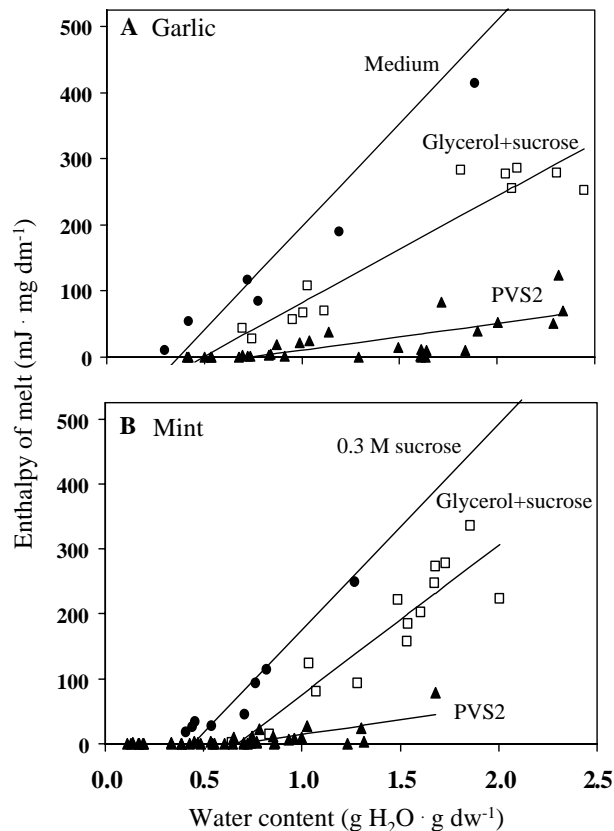 500
A Garlic
Medium
400
Glycerol+sucrose
300
200
PVS2
100
0
Enthalpy of melt (mJ · mg dm⁻¹)
500
B Mint
0.3 M sucrose
400
Glycerol+sucrose
300
200
100
PVS2
0
0.0 0.5 1.0 1.5 2.0 2.5
Water content (g H₂O · g dw⁻¹)